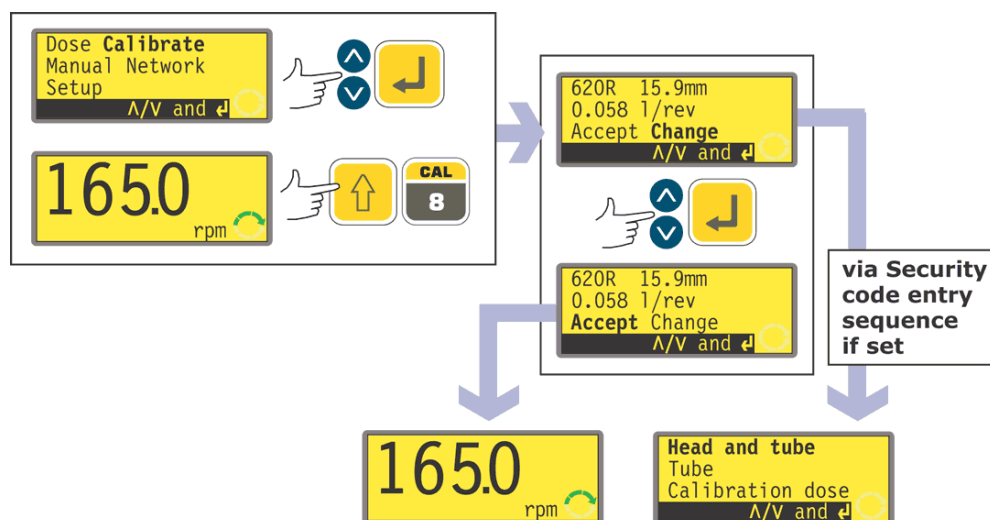 Dose Calibrate
Manual Network
Setup
∧/∨ and ↲
165.0
rpm
CAL
8
620R 15.9mm
0.058 l/rev
Accept Change
∧/∨ and ↲
620R 15.9mm
0.058 l/rev
Accept Change
∧/∨ and ↲
via Security
code entry
sequence
if set
165.0
rpm
Head and tube
Tube
Calibration dose
∧/∨ and ↲